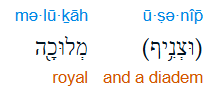 mə·lū·ḵāh ū·ṣə·nîp̄
מְלוּכָ֖ה (וּצְנִ֥יף)
royal and a diadem